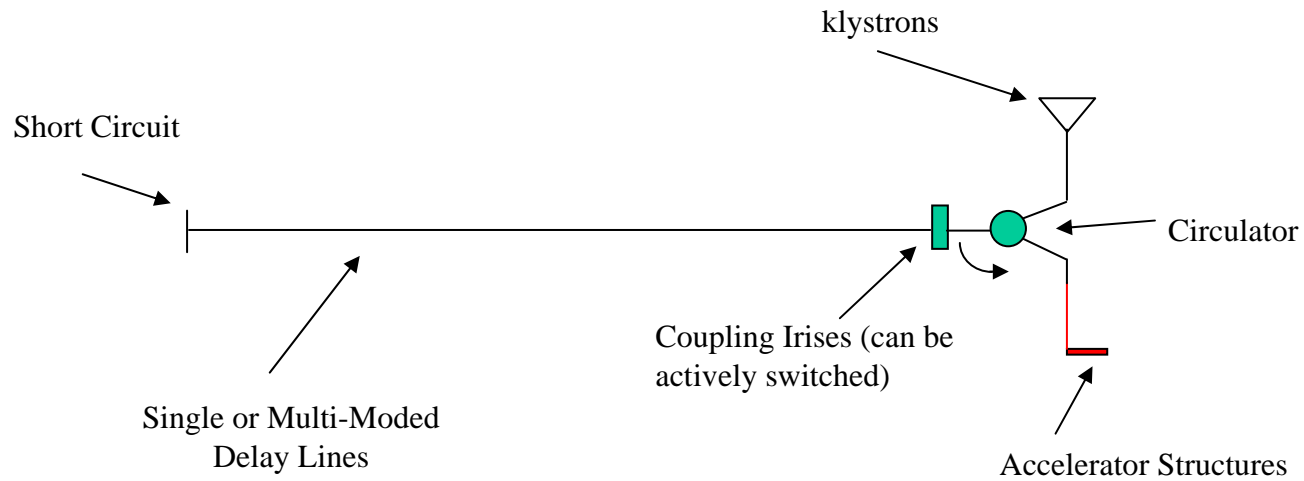 klystrons
Short Circuit
Circulator
Coupling Irises (can be
actively switched)
Single or Multi-Moded
Delay Lines
Accelerator Structures